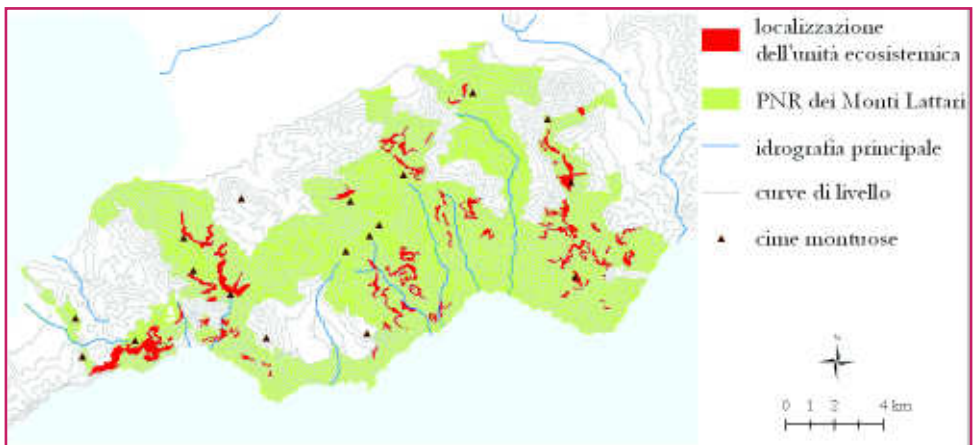 localizzazione
dell'unità ecosistemica
PNR dei Monti Lattari
idrografia principale
curve di livello
cime montuose
0 1 2 4 km